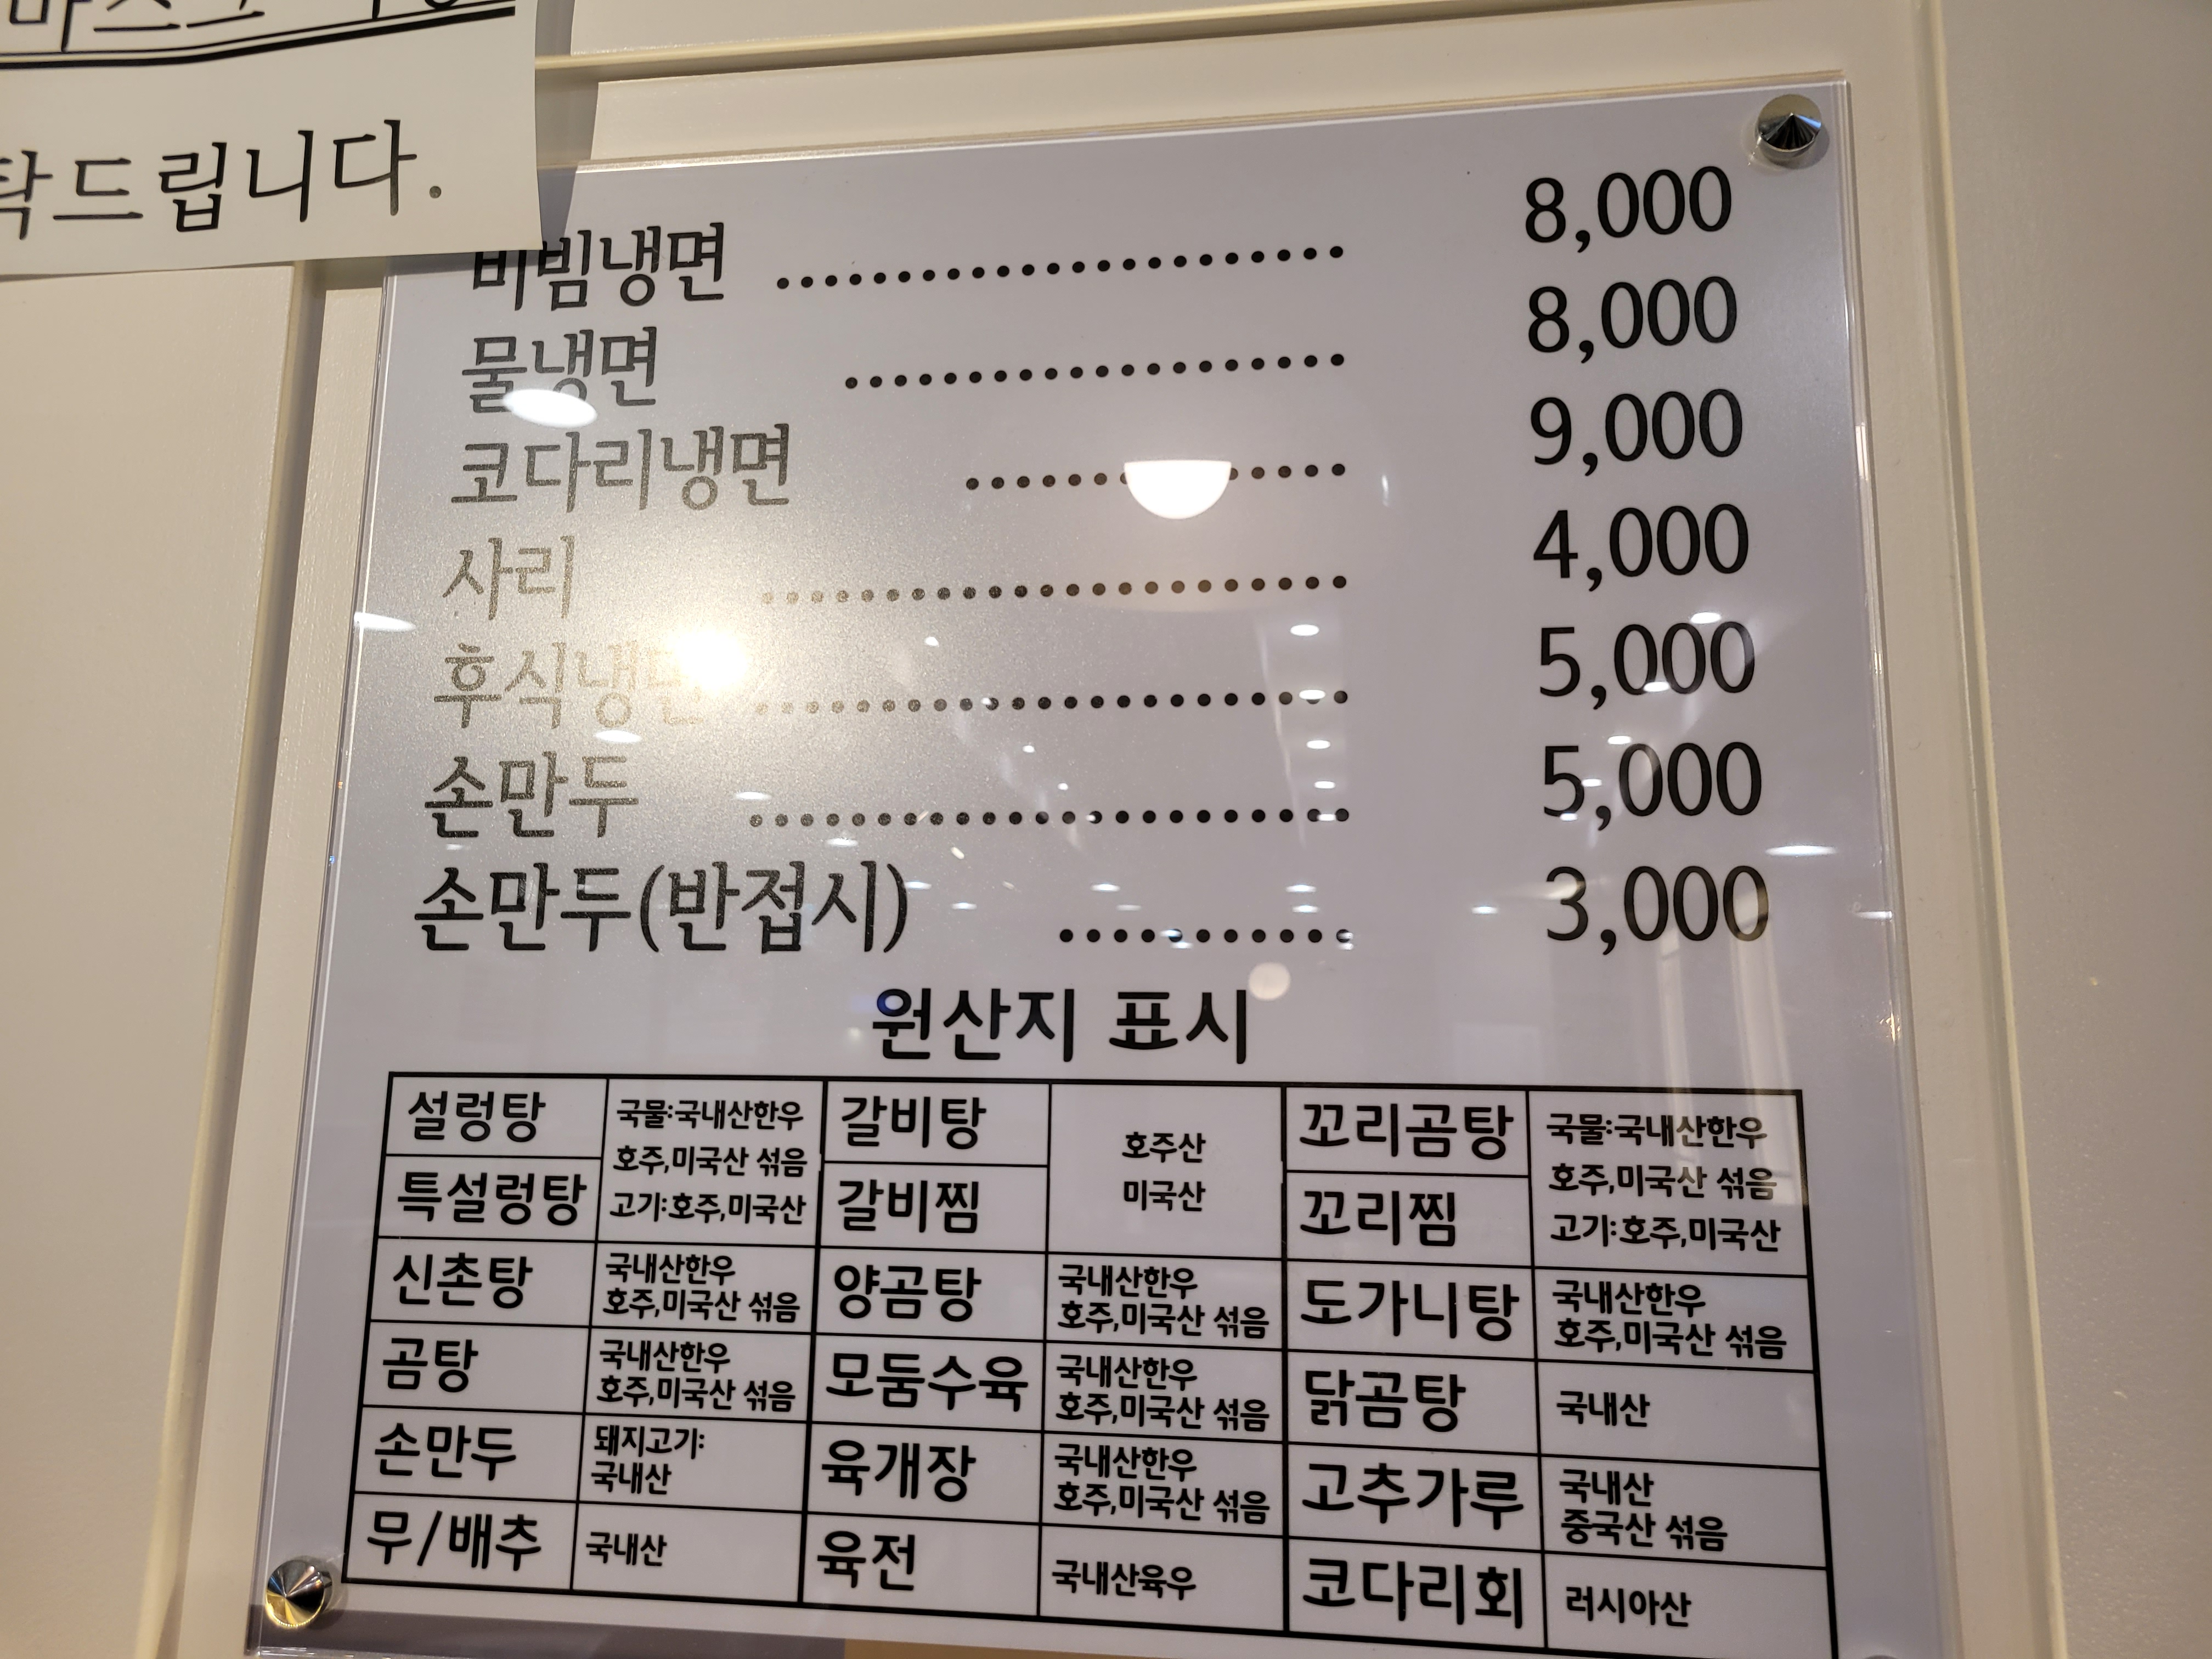 탁드립니다.
비빔냉면 ....................... 8,000
물냉면 .................... 8,000
코다리냉면 ............... 9,000
사리 ....................... 4,000
후식냉면 ....................... 5,000
손만두 ....................... 5,000
손만두(반접시) ........... 3,000
원산지 표시
설렁탕
특설렁탕
국물:국내산한우
호주,미국산 섞음
고기:호주,미국산
갈비탕
갈비찜
호주산
미국산
꼬리곰탕
꼬리찜
국물:국내산한우
호주,미국산 섞음
고기:호주,미국산
신촌탕
국내산한우
호주,미국산 섞음
양곰탕
국내산한우
호주,미국산 섞음
도가니탕
국내산한우
호주,미국산 섞음
곰탕
국내산한우
호주,미국산 섞음
모둠수육
국내산한우
호주,미국산 섞음
닭곰탕
국내산
손만두
돼지고기:
국내산
육개장
국내산한우
호주,미국산 섞음
고추가루
국내산
중국산 섞음
무/배추
국내산
육전
국내산육우
코다리회
러시아산